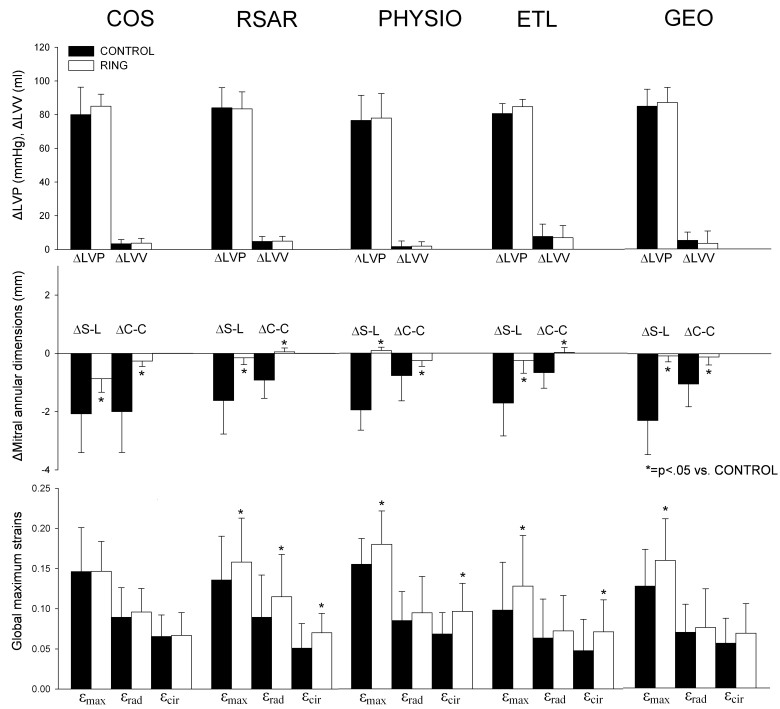 COS RSAR PHYSIO ETL GEO
CONTROL
RING
ΔLVP (mmHg), ΔLVV (ml)
120
100
80
60
40
20
0
ΔLVP ΔLVV ΔLVP ΔLVV ΔLVP ΔLVV ΔLVP ΔLVV ΔLVP ΔLVV
ΔMitral annular dimensions (mm)
2
0
-2
-4
ΔS-L ΔC-C ΔS-L ΔC-C ΔS-L ΔC-C ΔS-L ΔC-C ΔS-L ΔC-C
* * * * * * * * * *
*=p<.05 vs. CONTROL
Global maximum strains
0.25
0.20
0.15
0.10
0.05
0.00
* * * * * * * *
εmax εrad εcir εmax εrad εcir εmax εrad εcir εmax εrad εcir εmax εrad εcir